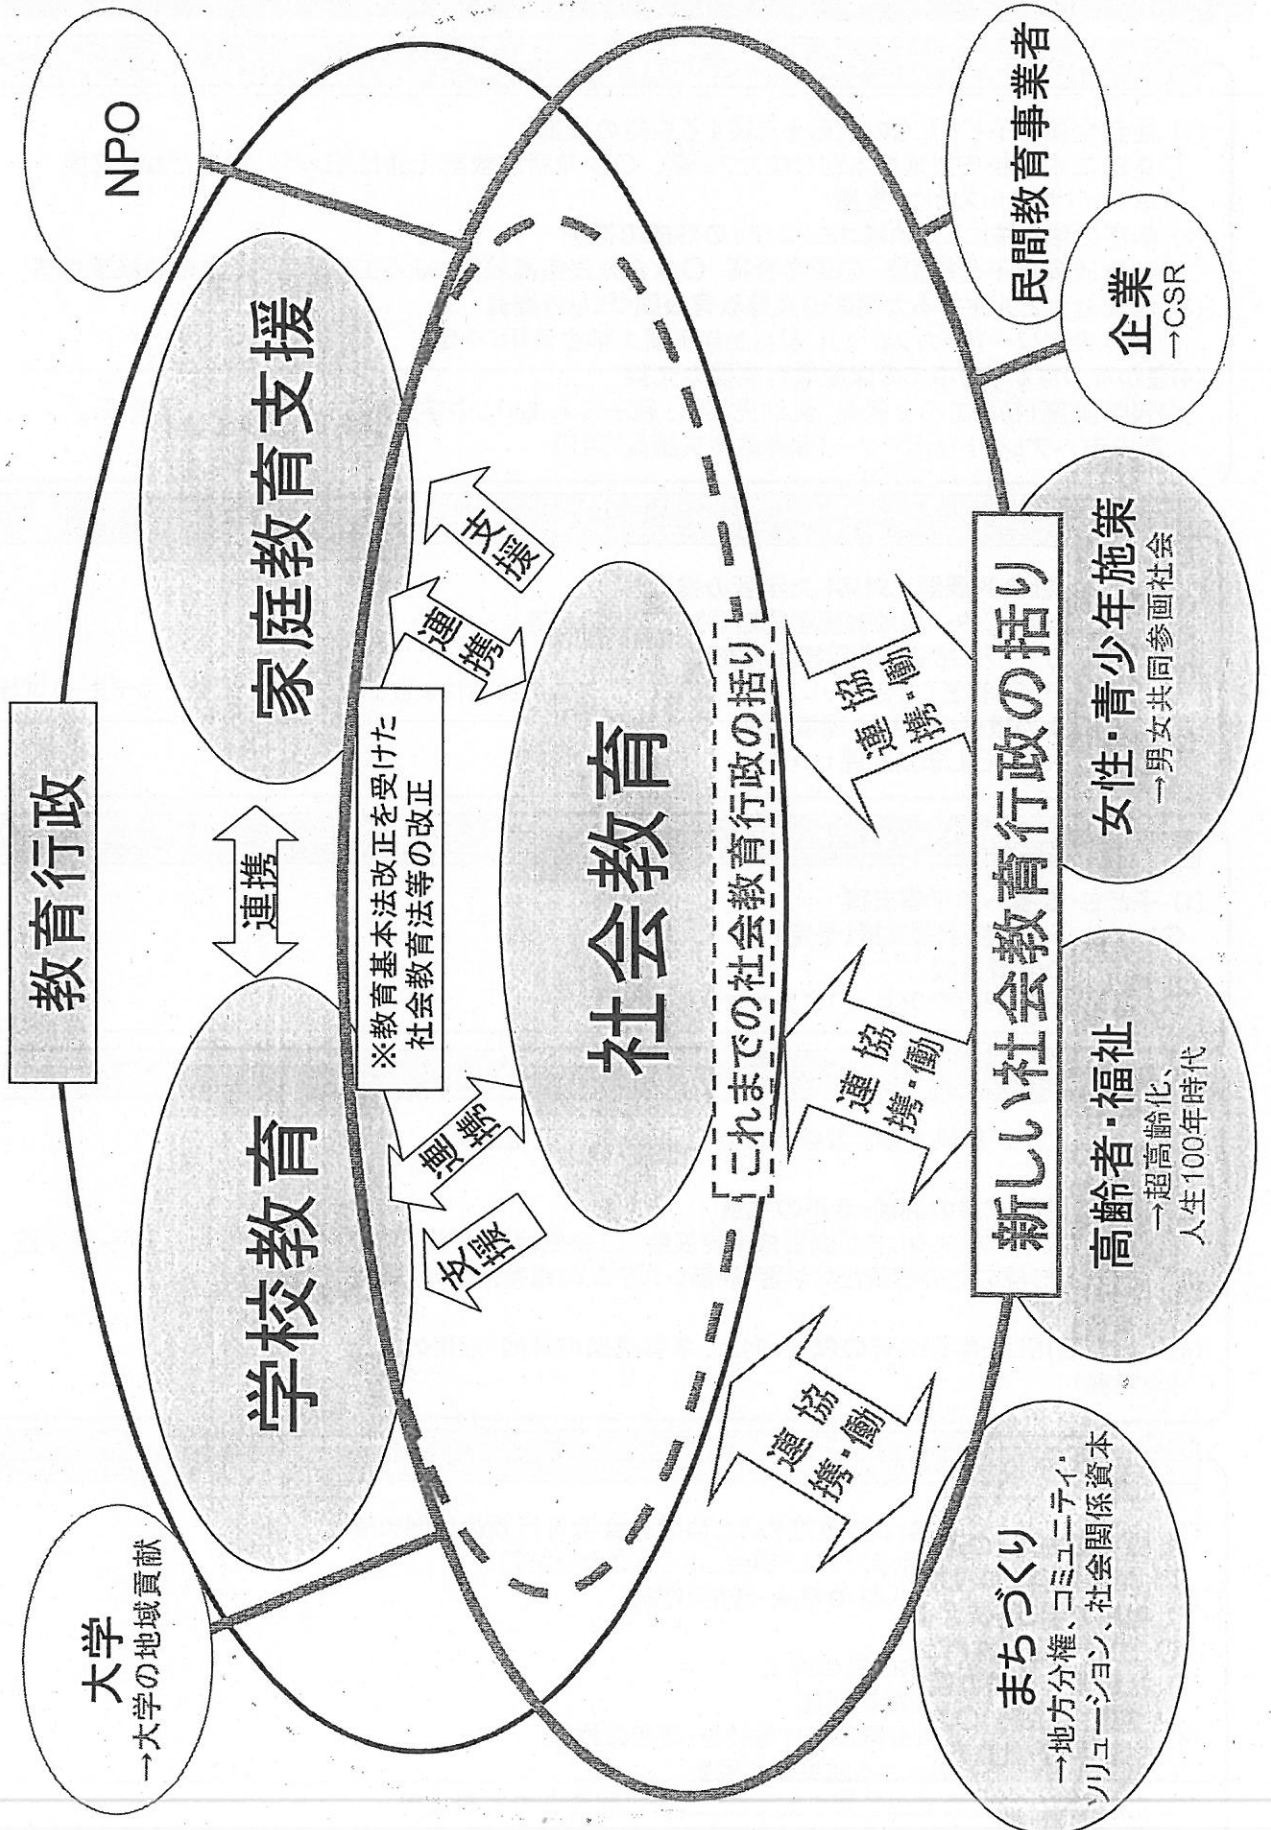 教育行政
大学
→大学の地域貢献
NPO
学校教育
連携
家庭教育支援
※教育基本法改正を受けた
社会教育法等の改正
支援
連携
連携
支援
社会教育
これまでの社会教育行政の括り
連携・協働
連携・協働
連携・協働
新しい社会教育行政の括り
まちづくり
→地方分権、コミュニティ・
ソリューション、社会関係資本
高齢者・福祉
→超高齢化、
人生100年時代
女性・青少年施策
→男女共同参画社会
企業
→CSR
民間教育事業者